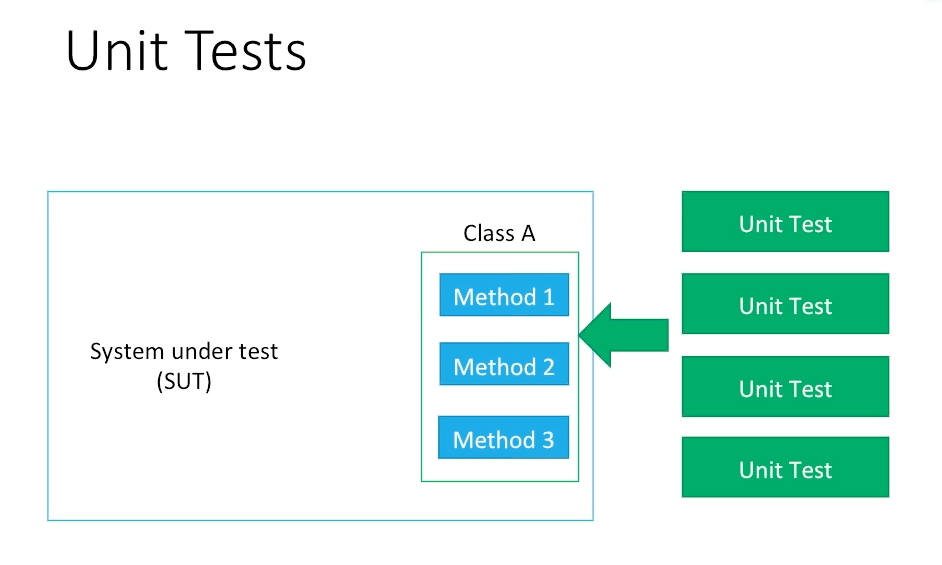 Unit Tests
Class A
Method 1
Method 2
Method 3
System under test
(SUT)
Unit Test
Unit Test
Unit Test
Unit Test